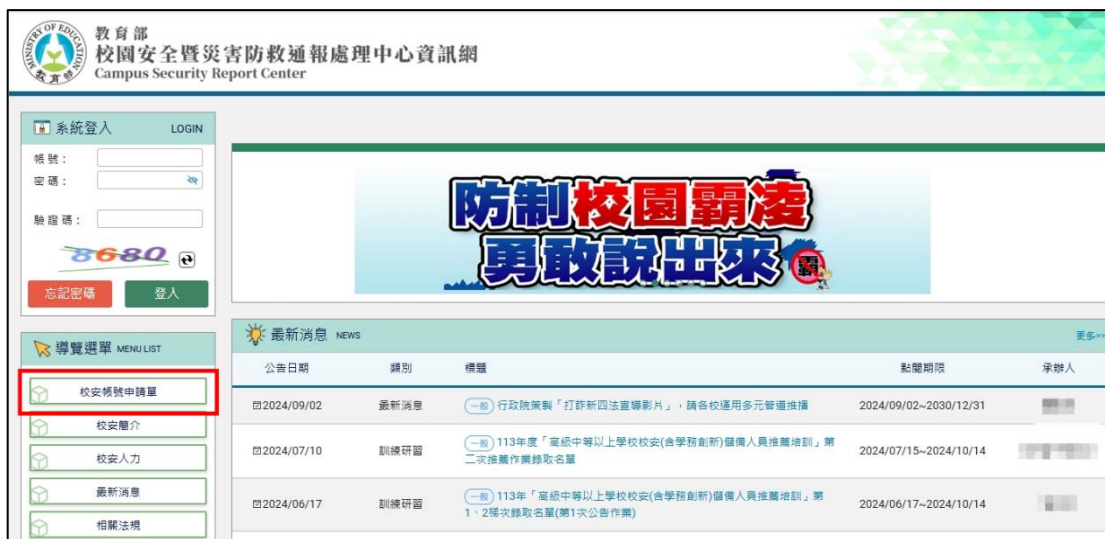 MINISTRY OF EDUCATION
教育部
教育部
校園安全暨災害防救通報處理中心資訊網
Campus Security Report Center
系統登入 LOGIN
帳號：
密碼：
驗證碼：
8680
忘記密碼 登入
導覽選單 MENU LIST
校安帳號申請單
校安簡介
校安人力
最新消息
相關法規
防制校園霸凌
勇敢說出來
霸
最新消息 NEWS 更多>>
公告日期 類別 標題 點閱期限 承辦人
2024/09/02 最新消息 一般 行政院策製「打詐新四法宣導影片」，請各校運用多元管道推播 2024/09/02~2030/12/31
2024/07/10 訓練研習 一般 113年度「高級中等以上學校校安(含學務創新)儲備人員推薦培訓」第
二次推薦作業錄取名單 2024/07/15~2024/10/14
2024/06/17 訓練研習 一般 113年「高級中等以上學校校安(含學務創新)儲備人員推薦培訓」第
1、2梯次錄取名單(第1次公告作業) 2024/06/17~2024/10/14